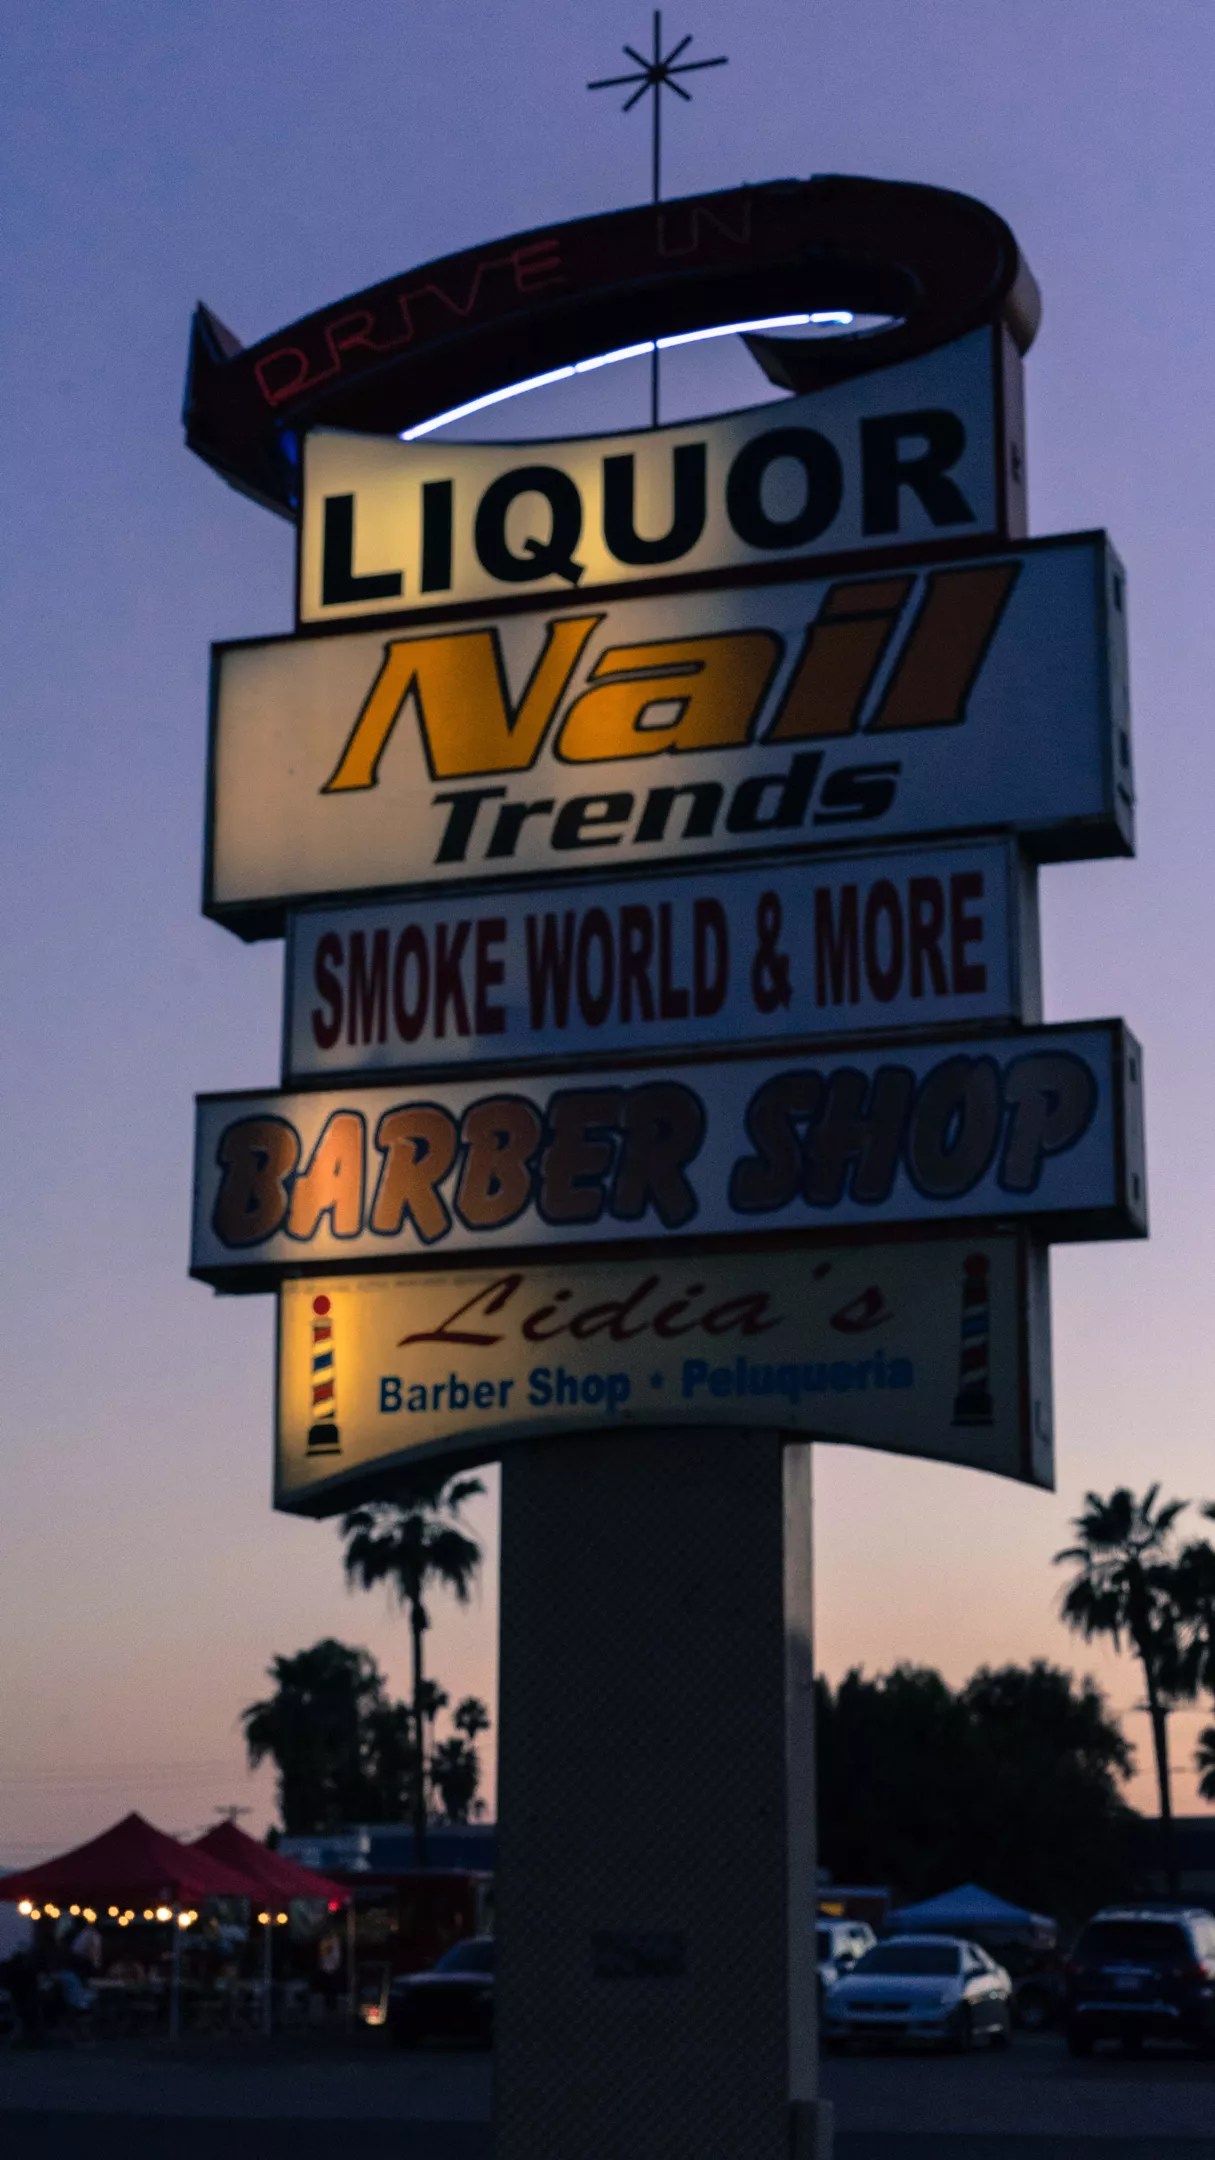 DRIVE IN
LIQUOR
Nail
Trends
SMOKE WORLD & MORE
BARBER SHOP
Lidia's
Barber Shop • Peluqueria